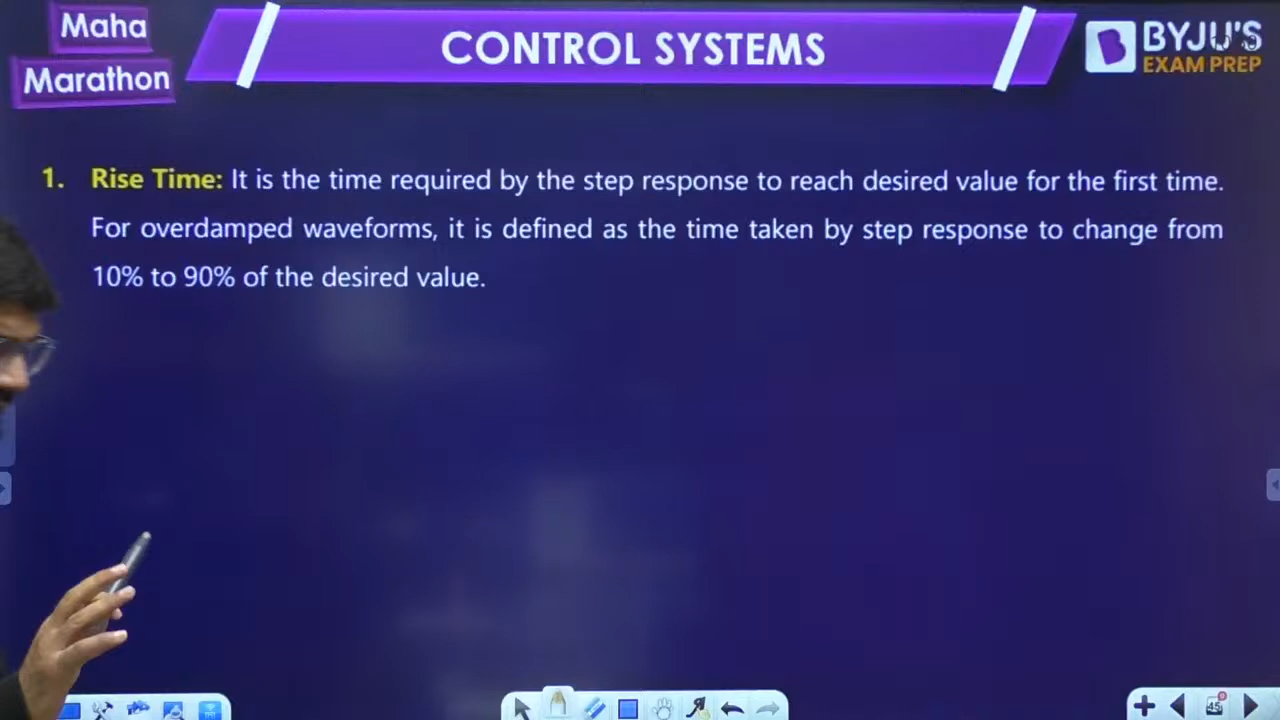 Maha
Marathon
CONTROL SYSTEMS
BYJU'S
EXAM PREP
1. Rise Time: It is the time required by the step response to reach desired value for the first time.
For overdamped waveforms, it is defined as the time taken by step response to change from
10% to 90% of the desired value.
45